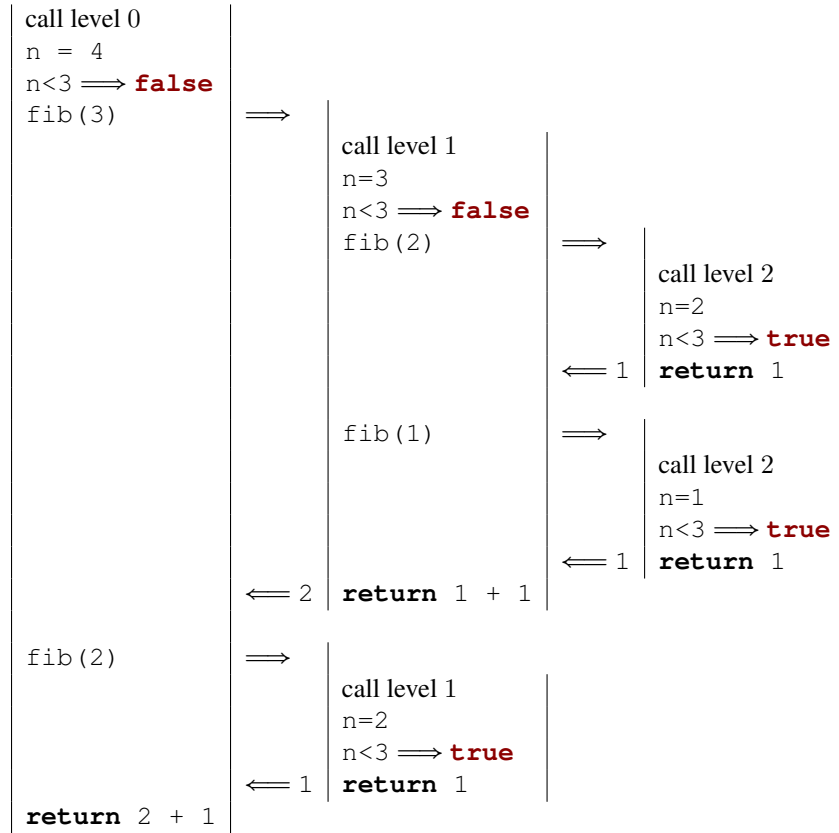 call level 0
n = 4
n<3 ⟹ false
fib(3) ⟹
call level 1
n=3
n<3 ⟹ false
fib(2) ⟹
call level 2
n=2
n<3 ⟹ true
⟸ 1 return 1
fib(1) ⟹
call level 2
n=1
n<3 ⟹ true
⟸ 1 return 1
⟸ 2 return 1 + 1
fib(2) ⟹
call level 1
n=2
n<3 ⟹ true
⟸ 1 return 1
return 2 + 1